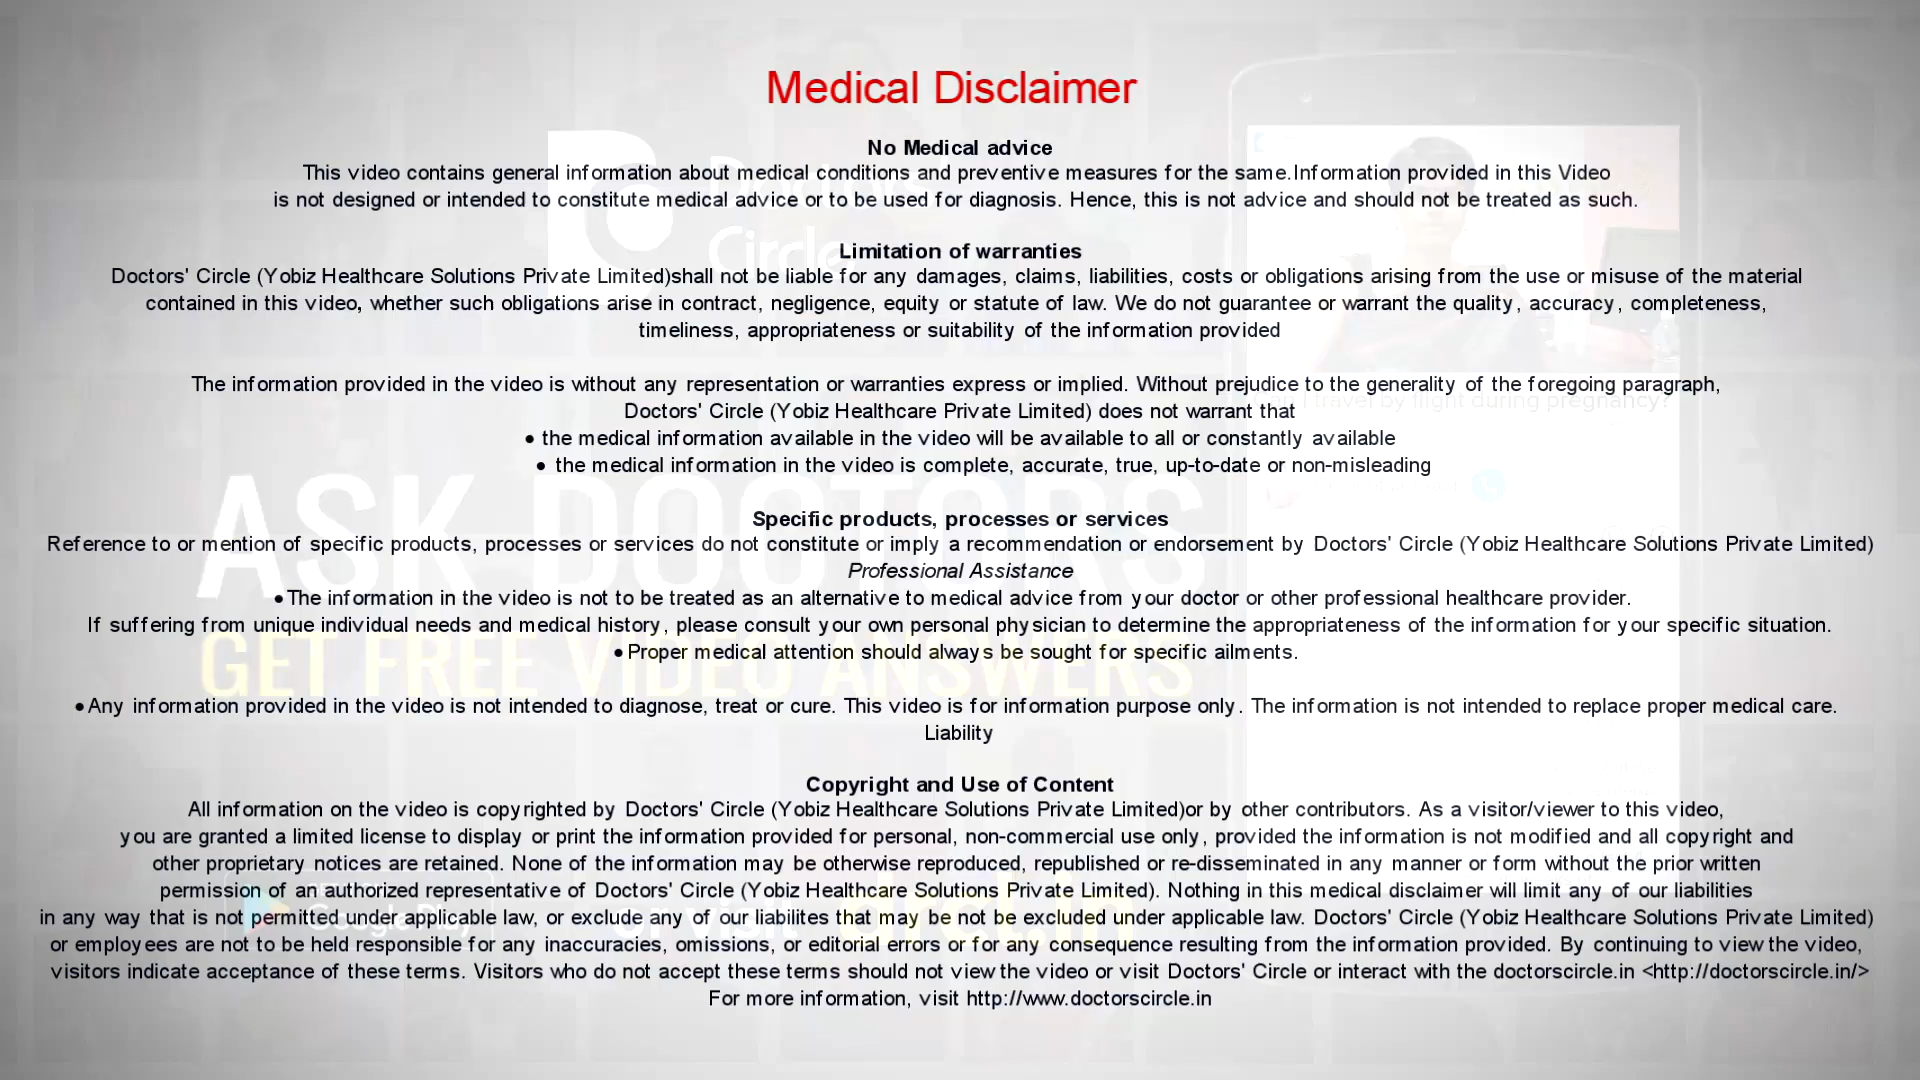 Medical Disclaimer
No Medical advice
This video contains general information about medical conditions and preventive measures for the same.Information provided in this Video
is not designed or intended to constitute medical advice or to be used for diagnosis. Hence, this is not advice and should not be treated as such.
Limitation of warranties
Doctors' Circle (Yobiz Healthcare Solutions Private Limited)shall not be liable for any damages, claims, liabilities, costs or obligations arising from the use or misuse of the material
contained in this video, whether such obligations arise in contract, negligence, equity or statute of law. We do not guarantee or warrant the quality, accuracy, completeness,
timeliness, appropriateness or suitability of the information provided
The information provided in the video is without any representation or warranties express or implied. Without prejudice to the generality of the foregoing paragraph,
Doctors' Circle (Yobiz Healthcare Private Limited) does not warrant that
● the medical information available in the video will be available to all or constantly available
● the medical information in the video is complete, accurate, true, up-to-date or non-misleading
Specific products, processes or services
Reference to or mention of specific products, processes or services do not constitute or imply a recommendation or endorsement by Doctors' Circle (Yobiz Healthcare Solutions Private Limited)
Professional Assistance
●The information in the video is not to be treated as an alternative to medical advice from your doctor or other professional healthcare provider.
If suffering from unique individual needs and medical history, please consult your own personal physician to determine the appropriateness of the information for your specific situation.
●Proper medical attention should always be sought for specific ailments.
●Any information provided in the video is not intended to diagnose, treat or cure. This video is for information purpose only. The information is not intended to replace proper medical care.
Liability
Copyright and Use of Content
All information on the video is copyrighted by Doctors' Circle (Yobiz Healthcare Solutions Private Limited)or by other contributors. As a visitor/viewer to this video,
you are granted a limited license to display or print the information provided for personal, non-commercial use only, provided the information is not modified and all copyright and
other proprietary notices are retained. None of the information may be otherwise reproduced, republished or re-disseminated in any manner or form without the prior written
permission of an authorized representative of Doctors' Circle (Yobiz Healthcare Solutions Private Limited). Nothing in this medical disclaimer will limit any of our liabilities
in any way that is not permitted under applicable law, or exclude any of our liabilites that may be not be excluded under applicable law. Doctors' Circle (Yobiz Healthcare Solutions Private Limited)
or employees are not to be held responsible for any inaccuracies, omissions, or editorial errors or for any consequence resulting from the information provided. By continuing to view the video,
visitors indicate acceptance of these terms. Visitors who do not accept these terms should not view the video or visit Doctors' Circle or interact with the doctorscircle.in <http://doctorscircle.in/>
For more information, visit http://www.doctorscircle.in
Doctors'
Circle
Can I travel by flight during pregnancy?
ASK DOCTORS
GET FREE VIDEO ANSWERS
Google Play
or visit drcl.in